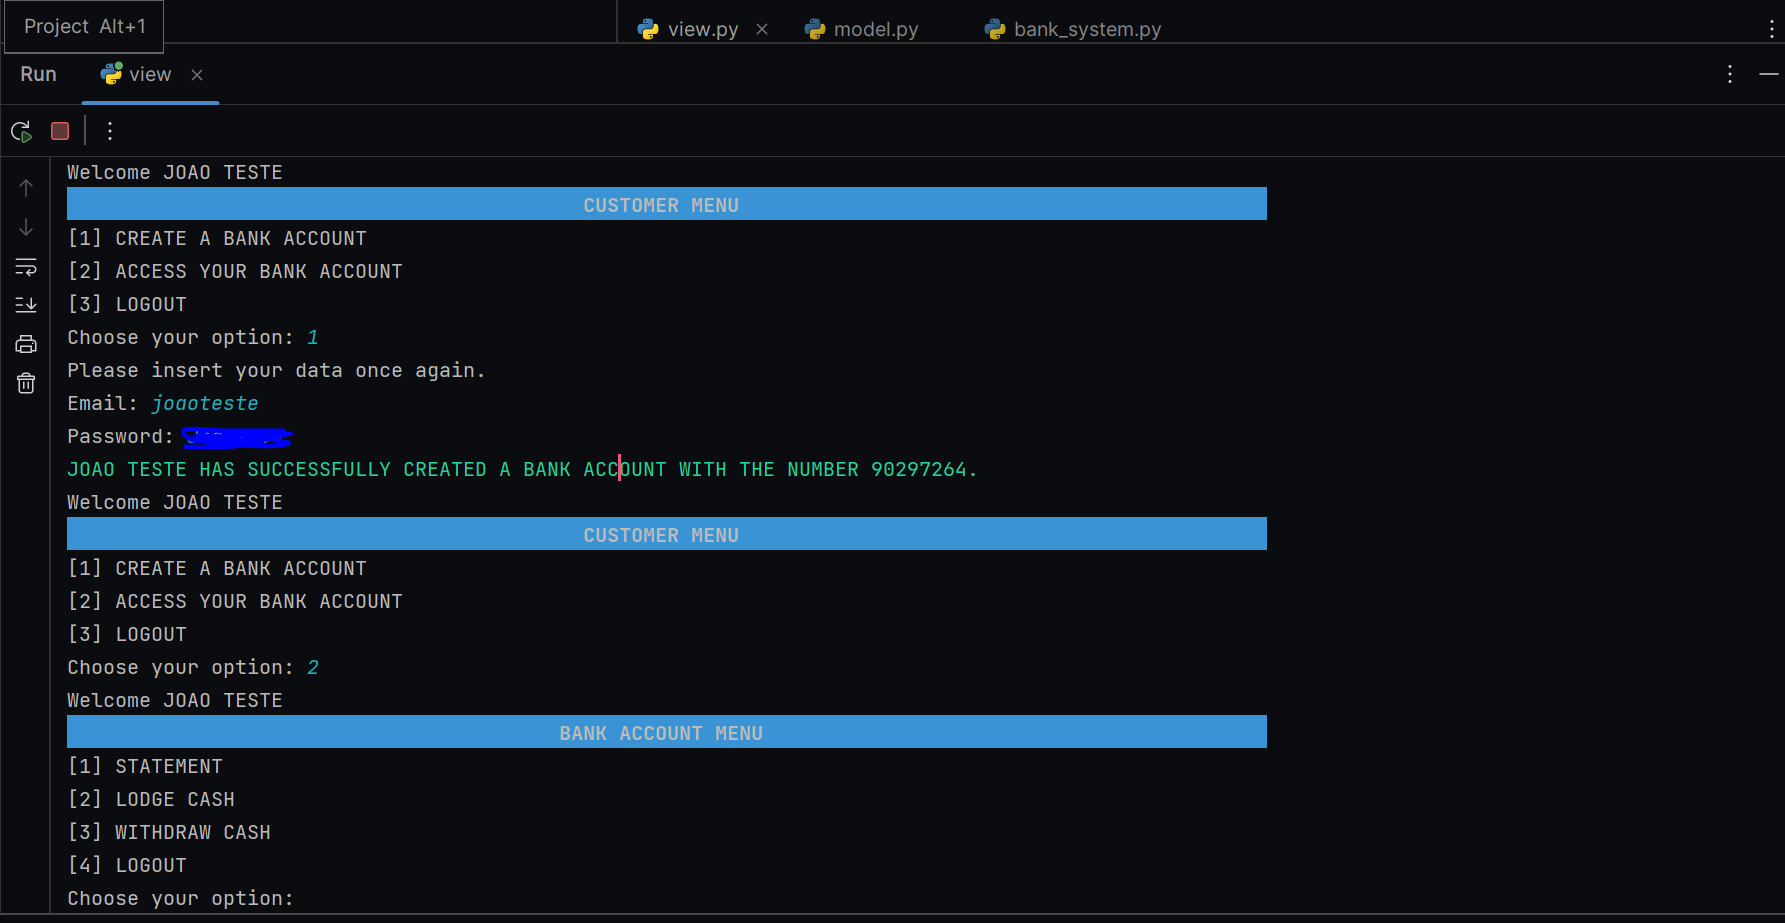 Project Alt+1
view.py
model.py
bank_system.py
Run
view
Welcome JOAO TESTE
CUSTOMER MENU
[1] CREATE A BANK ACCOUNT
[2] ACCESS YOUR BANK ACCOUNT
[3] LOGOUT
Choose your option: 1
Please insert your data once again.
Email: joaoteste
Password:
JOAO TESTE HAS SUCCESSFULLY CREATED A BANK ACCOUNT WITH THE NUMBER 90297264.
Welcome JOAO TESTE
CUSTOMER MENU
[1] CREATE A BANK ACCOUNT
[2] ACCESS YOUR BANK ACCOUNT
[3] LOGOUT
Choose your option: 2
Welcome JOAO TESTE
BANK ACCOUNT MENU
[1] STATEMENT
[2] LODGE CASH
[3] WITHDRAW CASH
[4] LOGOUT
Choose your option: